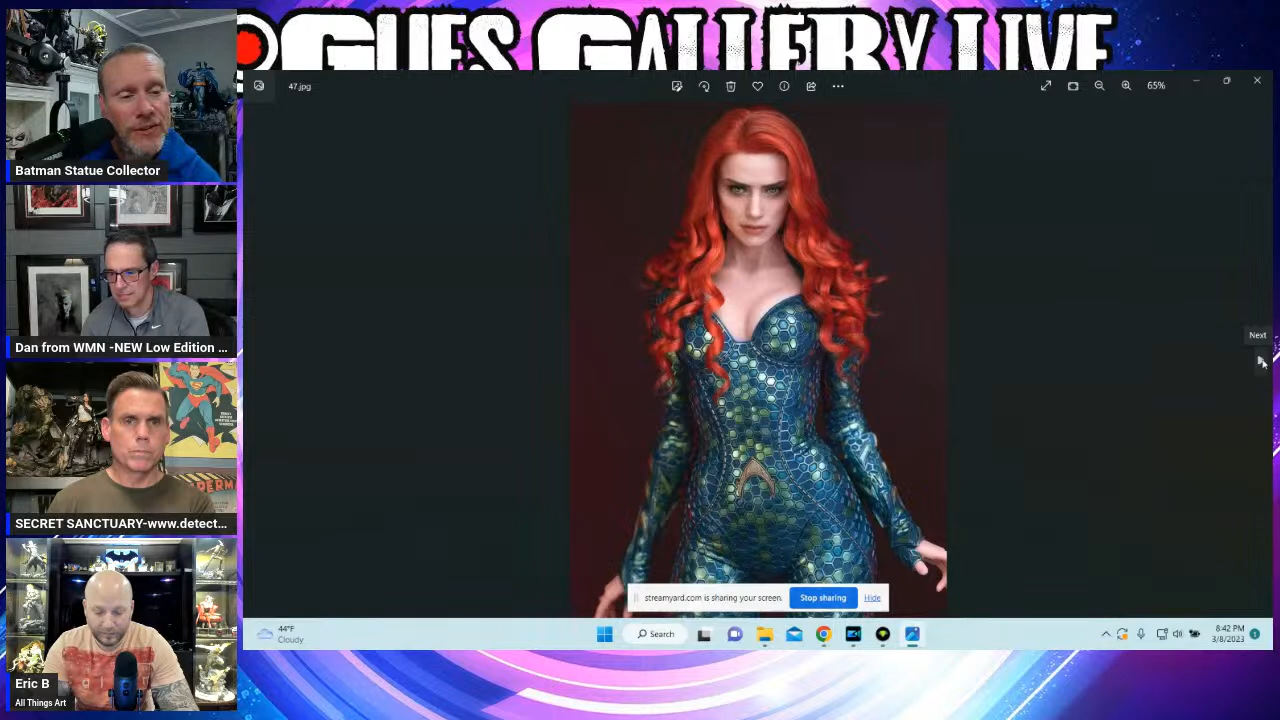 ROGUES GALLERY LIVE
47.jpg
65%
Batman Statue Collector
Next
Dan from WMN -NEW Low Edition ...
SECRET SANCTUARY-www.detect...
streamyard.com is sharing your screen.
Stop sharing
Hide
44°F
Cloudy
Search
8:42 PM
3/8/2023
1
Eric B
All Things Art